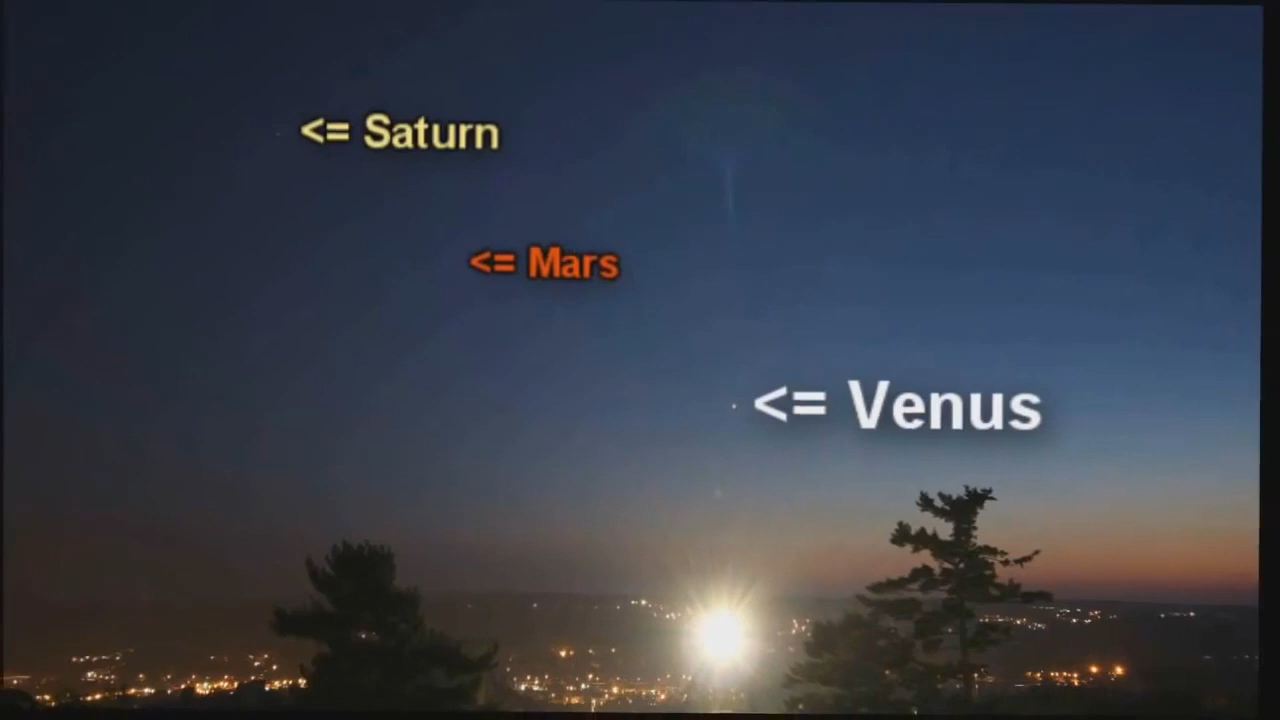 <= Saturn
<= Mars
<= Venus